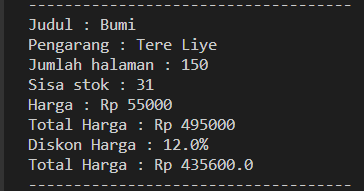 ------------------------------------
Judul : Bumi
Pengarang : Tere Liye
Jumlah halaman : 150
Sisa stok : 31
Harga : Rp 55000
Total Harga : Rp 495000
Diskon Harga : 12.0%
Total Harga : Rp 435600.0
------------------------------------